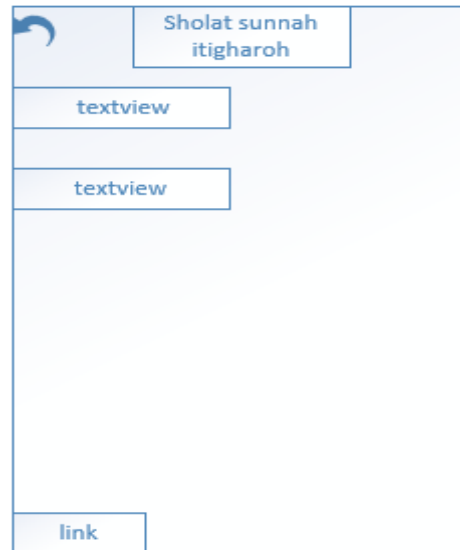 Sholat sunnah
itigharoh
textview
textview
link